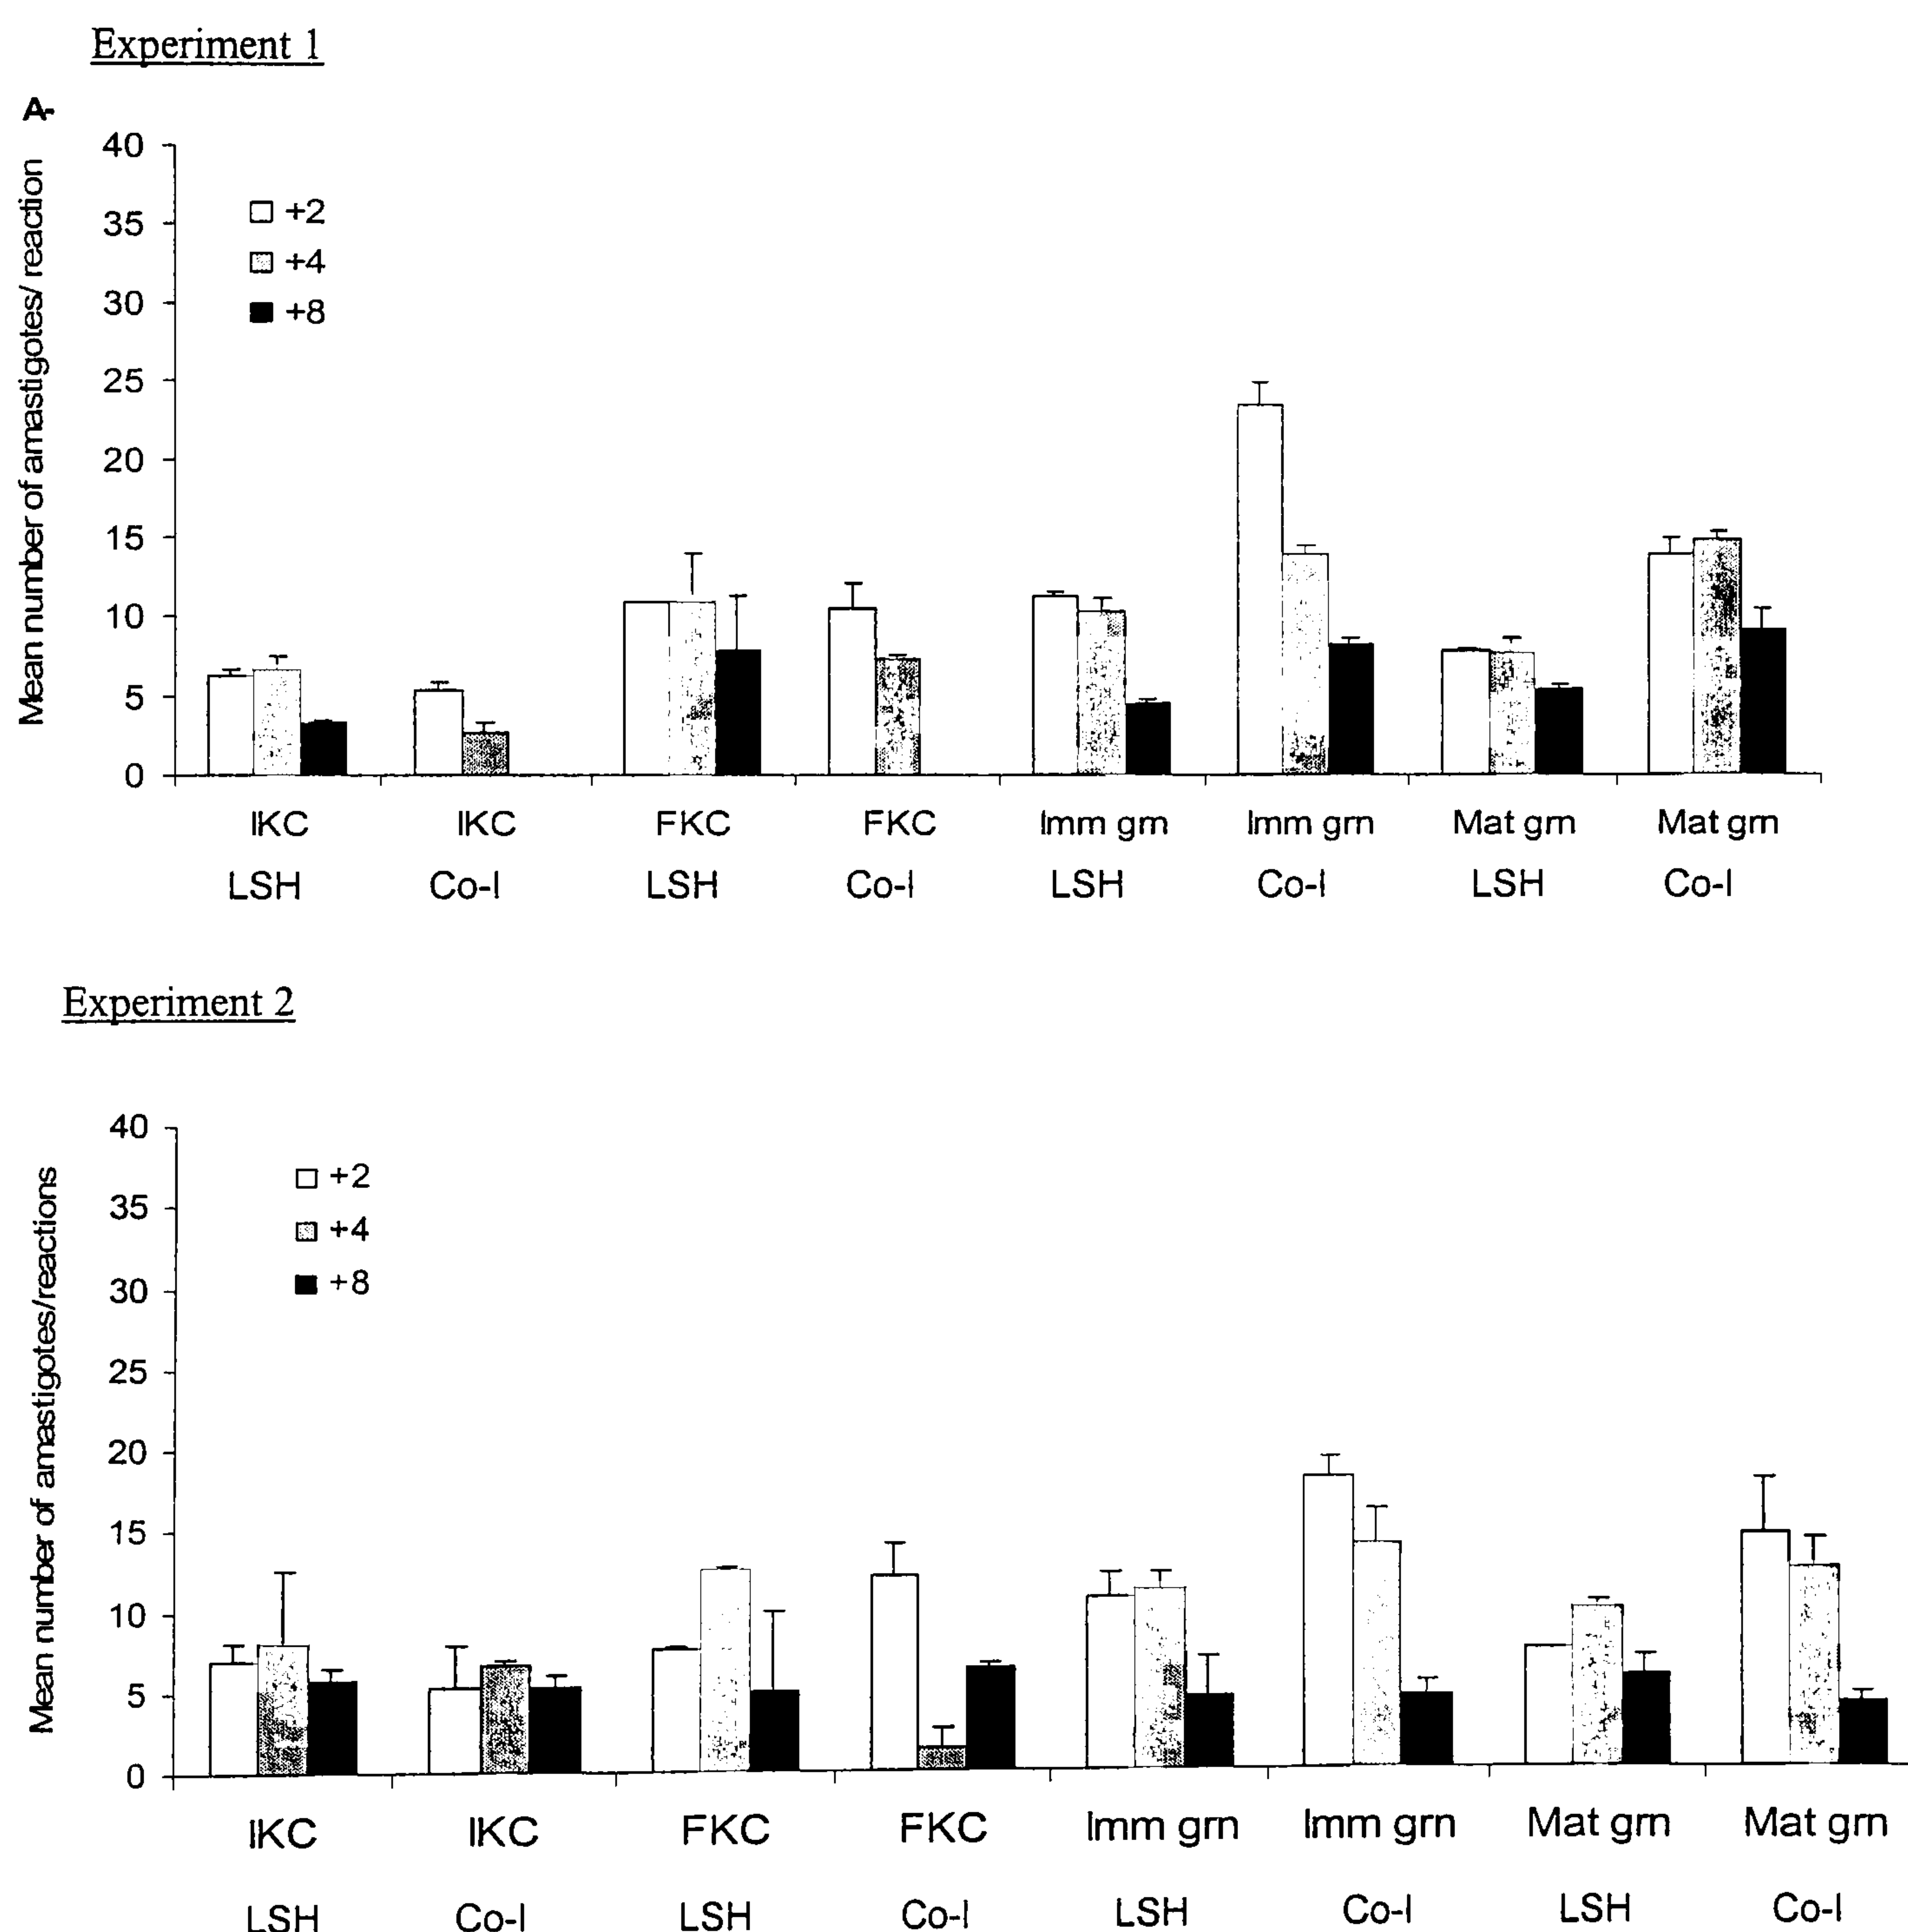 Experiment 1
A-
Mean number of amastigotes/ reaction
40
35
30
25
20
15
10
5
0
+2
+4
+8
IKC IKC FKC FKC Imm grn Imm grn Mat grn Mat grn
LSH Co-I LSH Co-I LSH Co-I LSH Co-I
Experiment 2
Mean number of amastigotes/reactions
40
35
30
25
20
15
10
5
0
+2
+4
+8
IKC IKC FKC FKC Imm grn Imm grn Mat grn Mat grn
LSH Co-I LSH Co-I LSH Co-I LSH Co-I